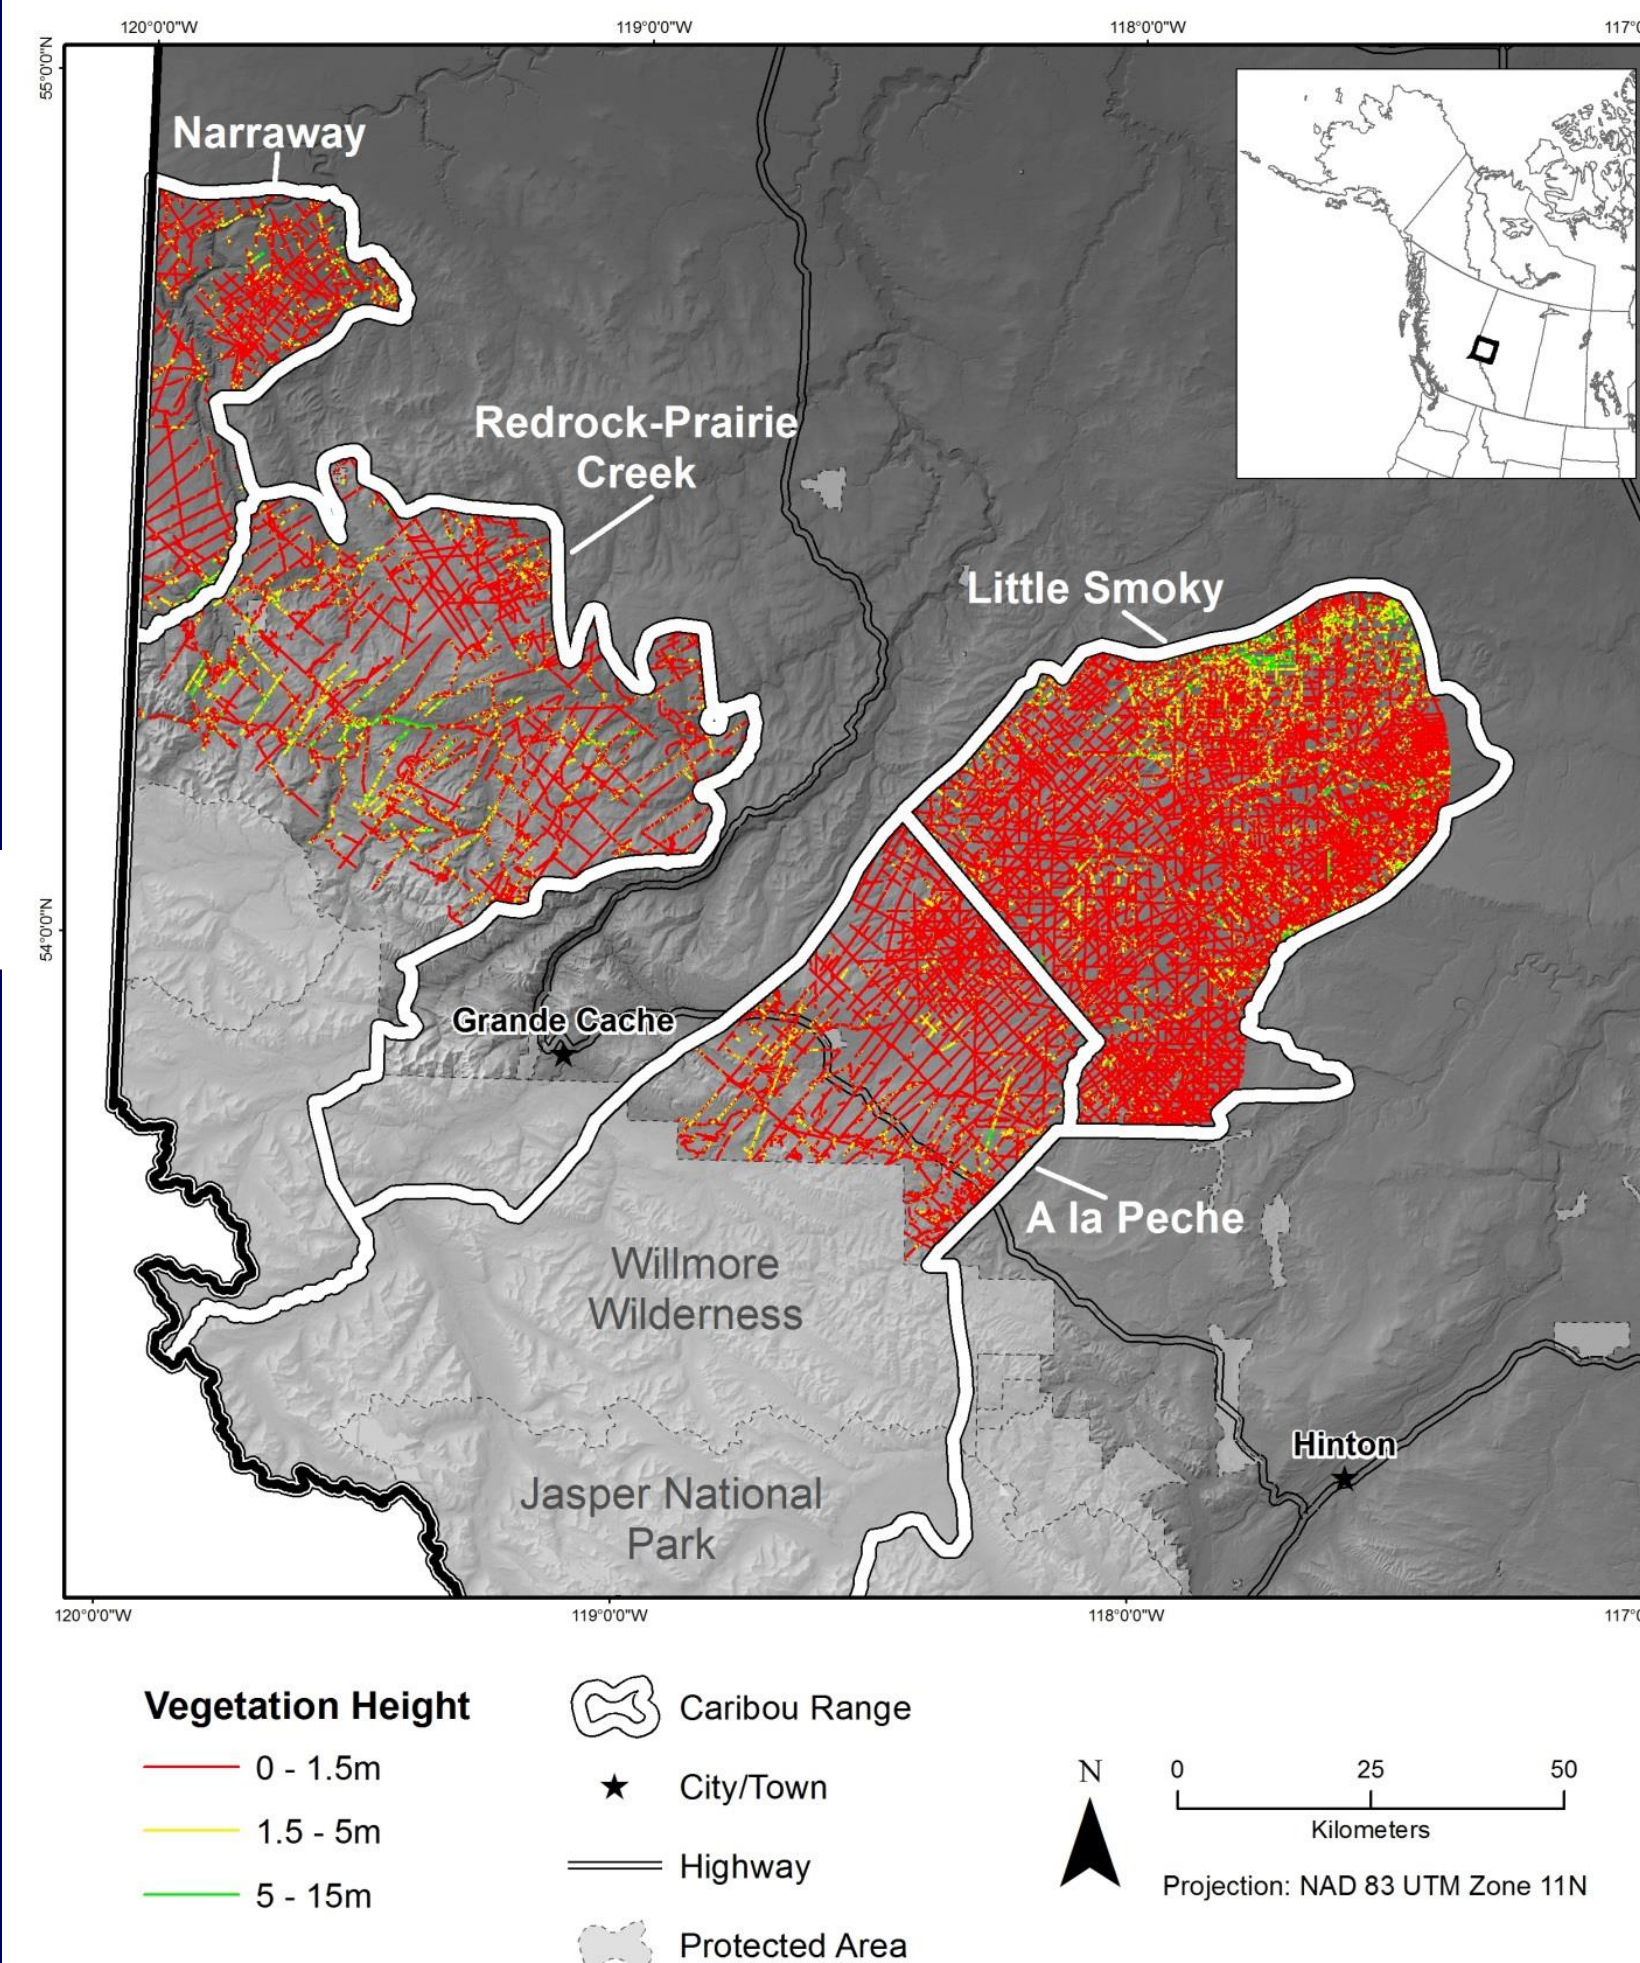 120°0'0"W
119°0'0"W
118°0'0"W
55°0'0"N
Narraway
Redrock-Prairie
Creek
Little Smoky
54°0'0"N
Grande Cache
A la Peche
Willmore
Wilderness
Hinton
Jasper National
Park
120°0'0"W
119°0'0"W
118°0'0"W
Vegetation Height
0 - 1.5m
1.5 - 5m
5 - 15m
Caribou Range
City/Town
Highway
Protected Area
N
0 25 50
Kilometers
Projection: NAD 83 UTM Zone 11N